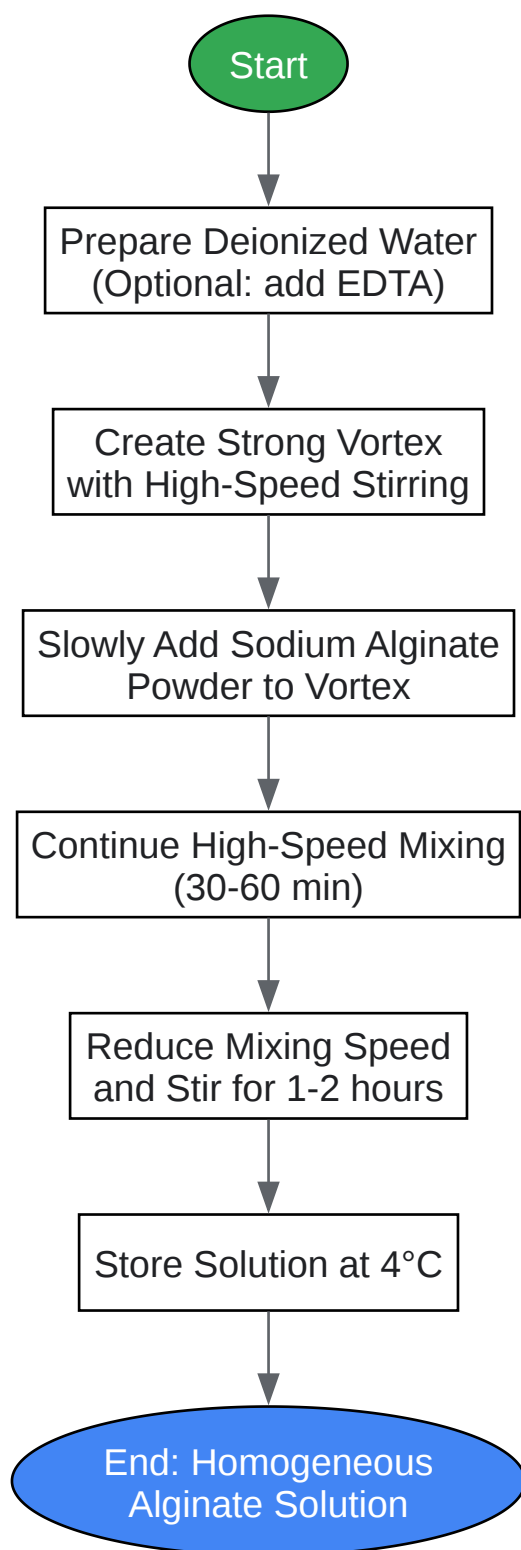 Start
Prepare Deionized Water
(Optional: add EDTA)
Create Strong Vortex
with High-Speed Stirring
Slowly Add Sodium Alginate
Powder to Vortex
Continue High-Speed Mixing
(30-60 min)
Reduce Mixing Speed
and Stir for 1-2 hours
Store Solution at 4°C
End: Homogeneous
Alginate Solution